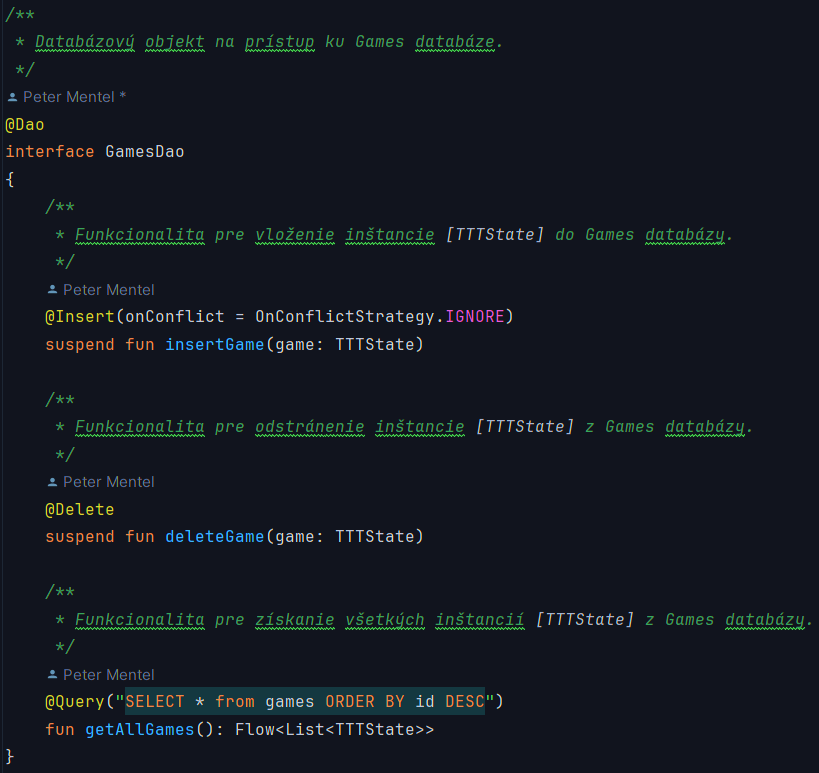 /**
 * Databázový objekt na prístup ku Games databáze.
 */
Peter Mentel *
@Dao
interface GamesDao
{
    /**
     * Funkcionalita pre vloženie inštancie [TTTState] do Games databázy.
     */
    Peter Mentel
    @Insert(onConflict = OnConflictStrategy.IGNORE)
    suspend fun insertGame(game: TTTState)

    /**
     * Funkcionalita pre odstránenie inštancie [TTTState] z Games databázy.
     */
    Peter Mentel
    @Delete
    suspend fun deleteGame(game: TTTState)

    /**
     * Funkcionalita pre získanie všetkých inštancií [TTTState] z Games databázy.
     */
    Peter Mentel
    @Query("SELECT * from games ORDER BY id DESC")
    fun getAllGames(): Flow<List<TTTState>>
}